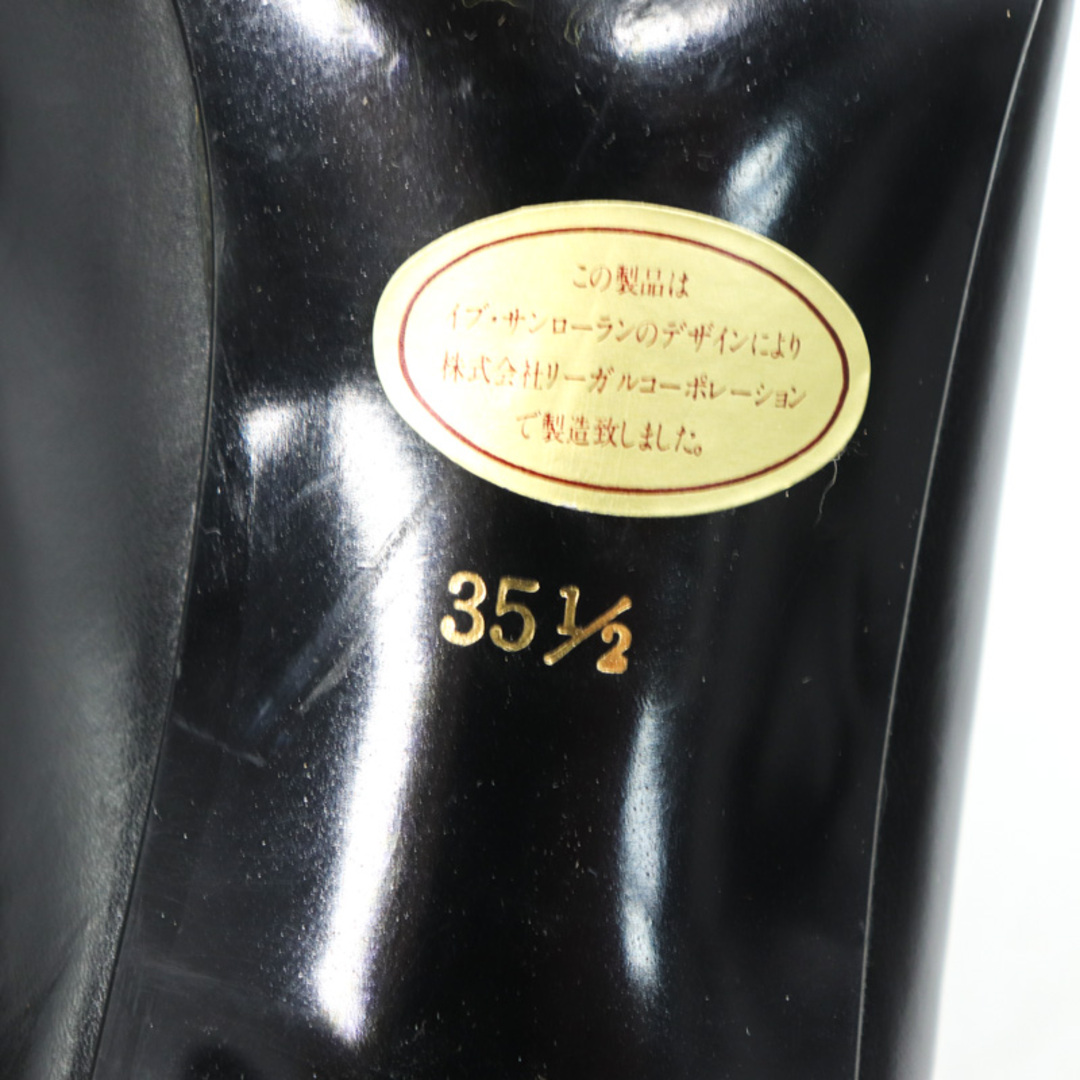 この製品は
イブ・サンローランのデザインにより
株式会社リーガルコーポレーション
で製造致しました。
35 1/2